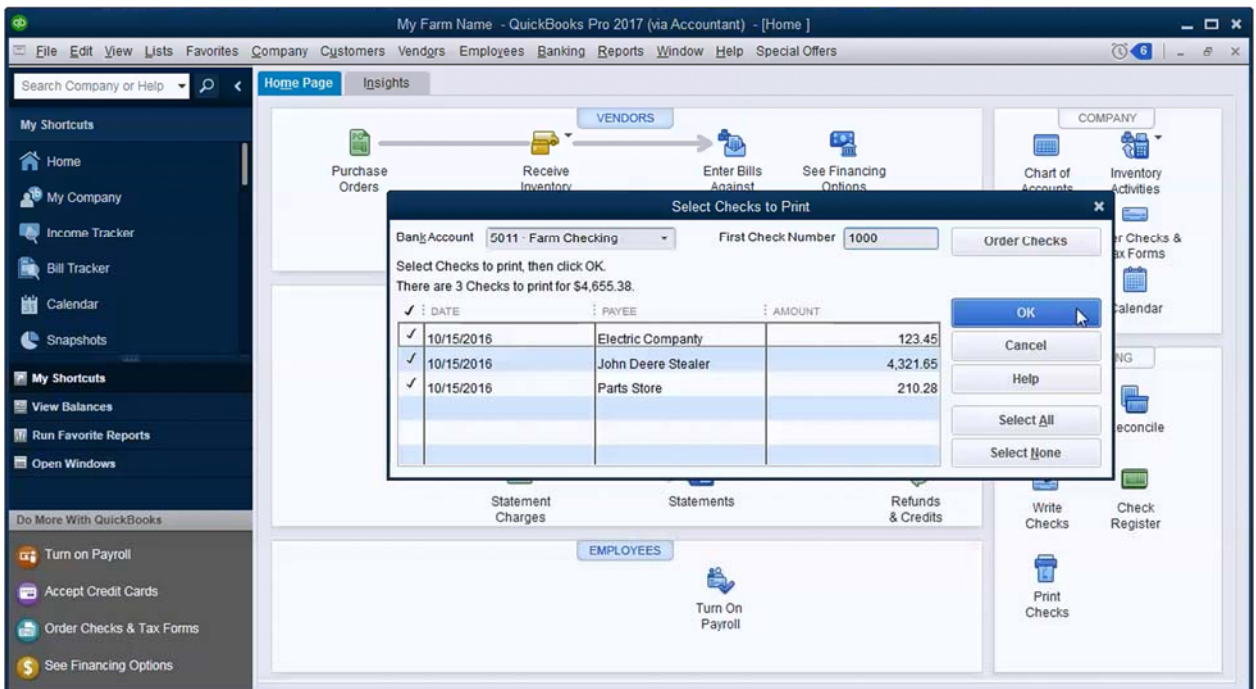 My Farm Name - QuickBooks Pro 2017 (via Accountant) - [Home ]
File Edit View Lists Favorites Company Customers Vendors Employees Banking Reports Window Help Special Offers
6
Search Company or Help
Home Page
Insights
My Shortcuts
Home
My Company
Income Tracker
Bill Tracker
Calendar
Snapshots
My Shortcuts
View Balances
Run Favorite Reports
Open Windows
Do More With QuickBooks
Turn on Payroll
Accept Credit Cards
Order Checks & Tax Forms
See Financing Options
VENDORS
Purchase
Orders
Receive
Inventory
Enter Bills
Against
See Financing
Options
COMPANY
Chart of
Accounts
Inventory
Activities
er Checks &
ax Forms
Calendar
Select Checks to Print
Bank Account 5011 · Farm Checking First Check Number 1000
Order Checks
Select Checks to print, then click OK.
There are 3 Checks to print for $4,655.38.
✓ DATE PAYEE AMOUNT
✓ 10/15/2016 Electric Companty 123.45
✓ 10/15/2016 John Deere Stealer 4,321.65
✓ 10/15/2016 Parts Store 210.28
OK
Cancel
Help
Select All
Select None
NG
econcile
Statement
Charges
Statements
Refunds
& Credits
Write
Checks
Check
Register
Print
Checks
EMPLOYEES
Turn On
Payroll